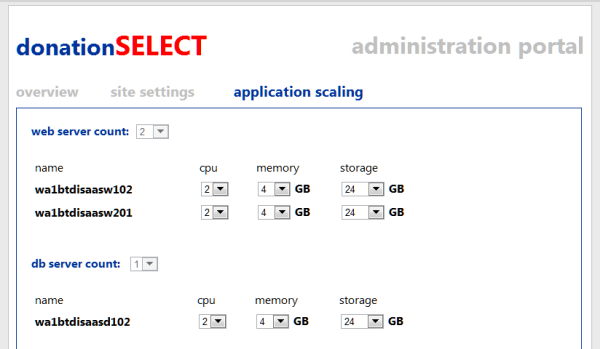 donationSELECT administration portal
overview site settings application scaling
web server count: 2
name cpu memory storage
wa1btdisaasw102 2 4 GB 24 GB
wa1btdisaasw201 2 4 GB 24 GB
db server count: 1
name cpu memory storage
wa1btdisaasd102 2 4 GB 24 GB